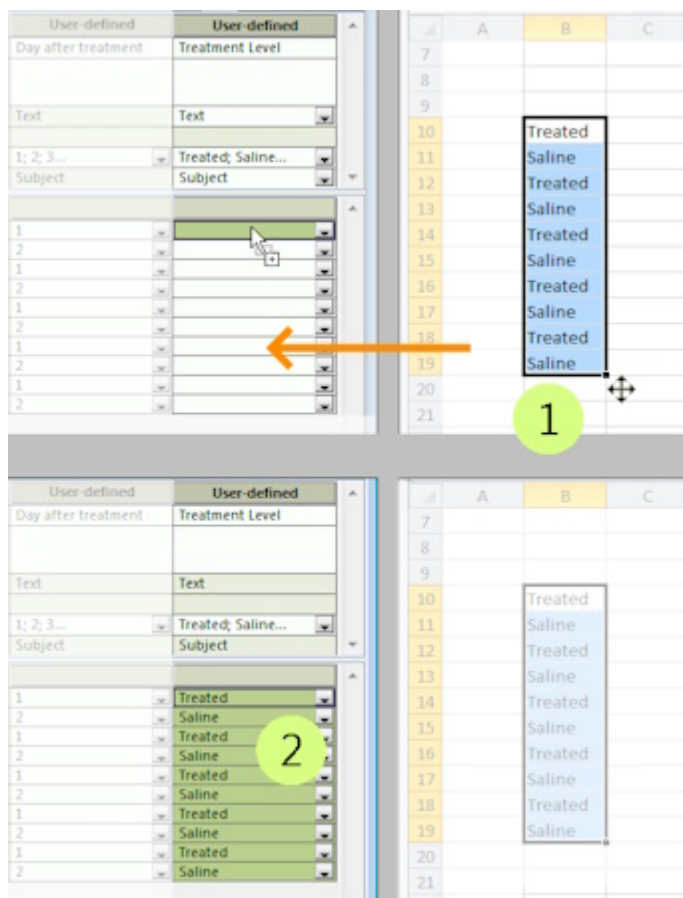 User-defined User-defined
Day after treatment Treatment Level
Text Text
1; 2; 3... Treated; Saline...
Subject Subject
1
2
1
2
1
2
1
2
1
2
A B C
7
8
9
10 Treated
11 Saline
12 Treated
13 Saline
14 Treated
15 Saline
16 Treated
17 Saline
18 Treated
19 Saline
20
21
1
User-defined User-defined
Day after treatment Treatment Level
Text Text
1; 2; 3... Treated; Saline...
Subject Subject
1 Treated
2 Saline
1 Treated
2 Saline
1 Treated
2 Saline
1 Treated
2 Saline
1 Treated
2 Saline
2
A B C
7
8
9
10 Treated
11 Saline
12 Treated
13 Saline
14 Treated
15 Saline
16 Treated
17 Saline
18 Treated
19 Saline
20
21